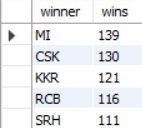 winner wins
MI 139
CSK 130
KKR 121
RCB 116
SRH 111